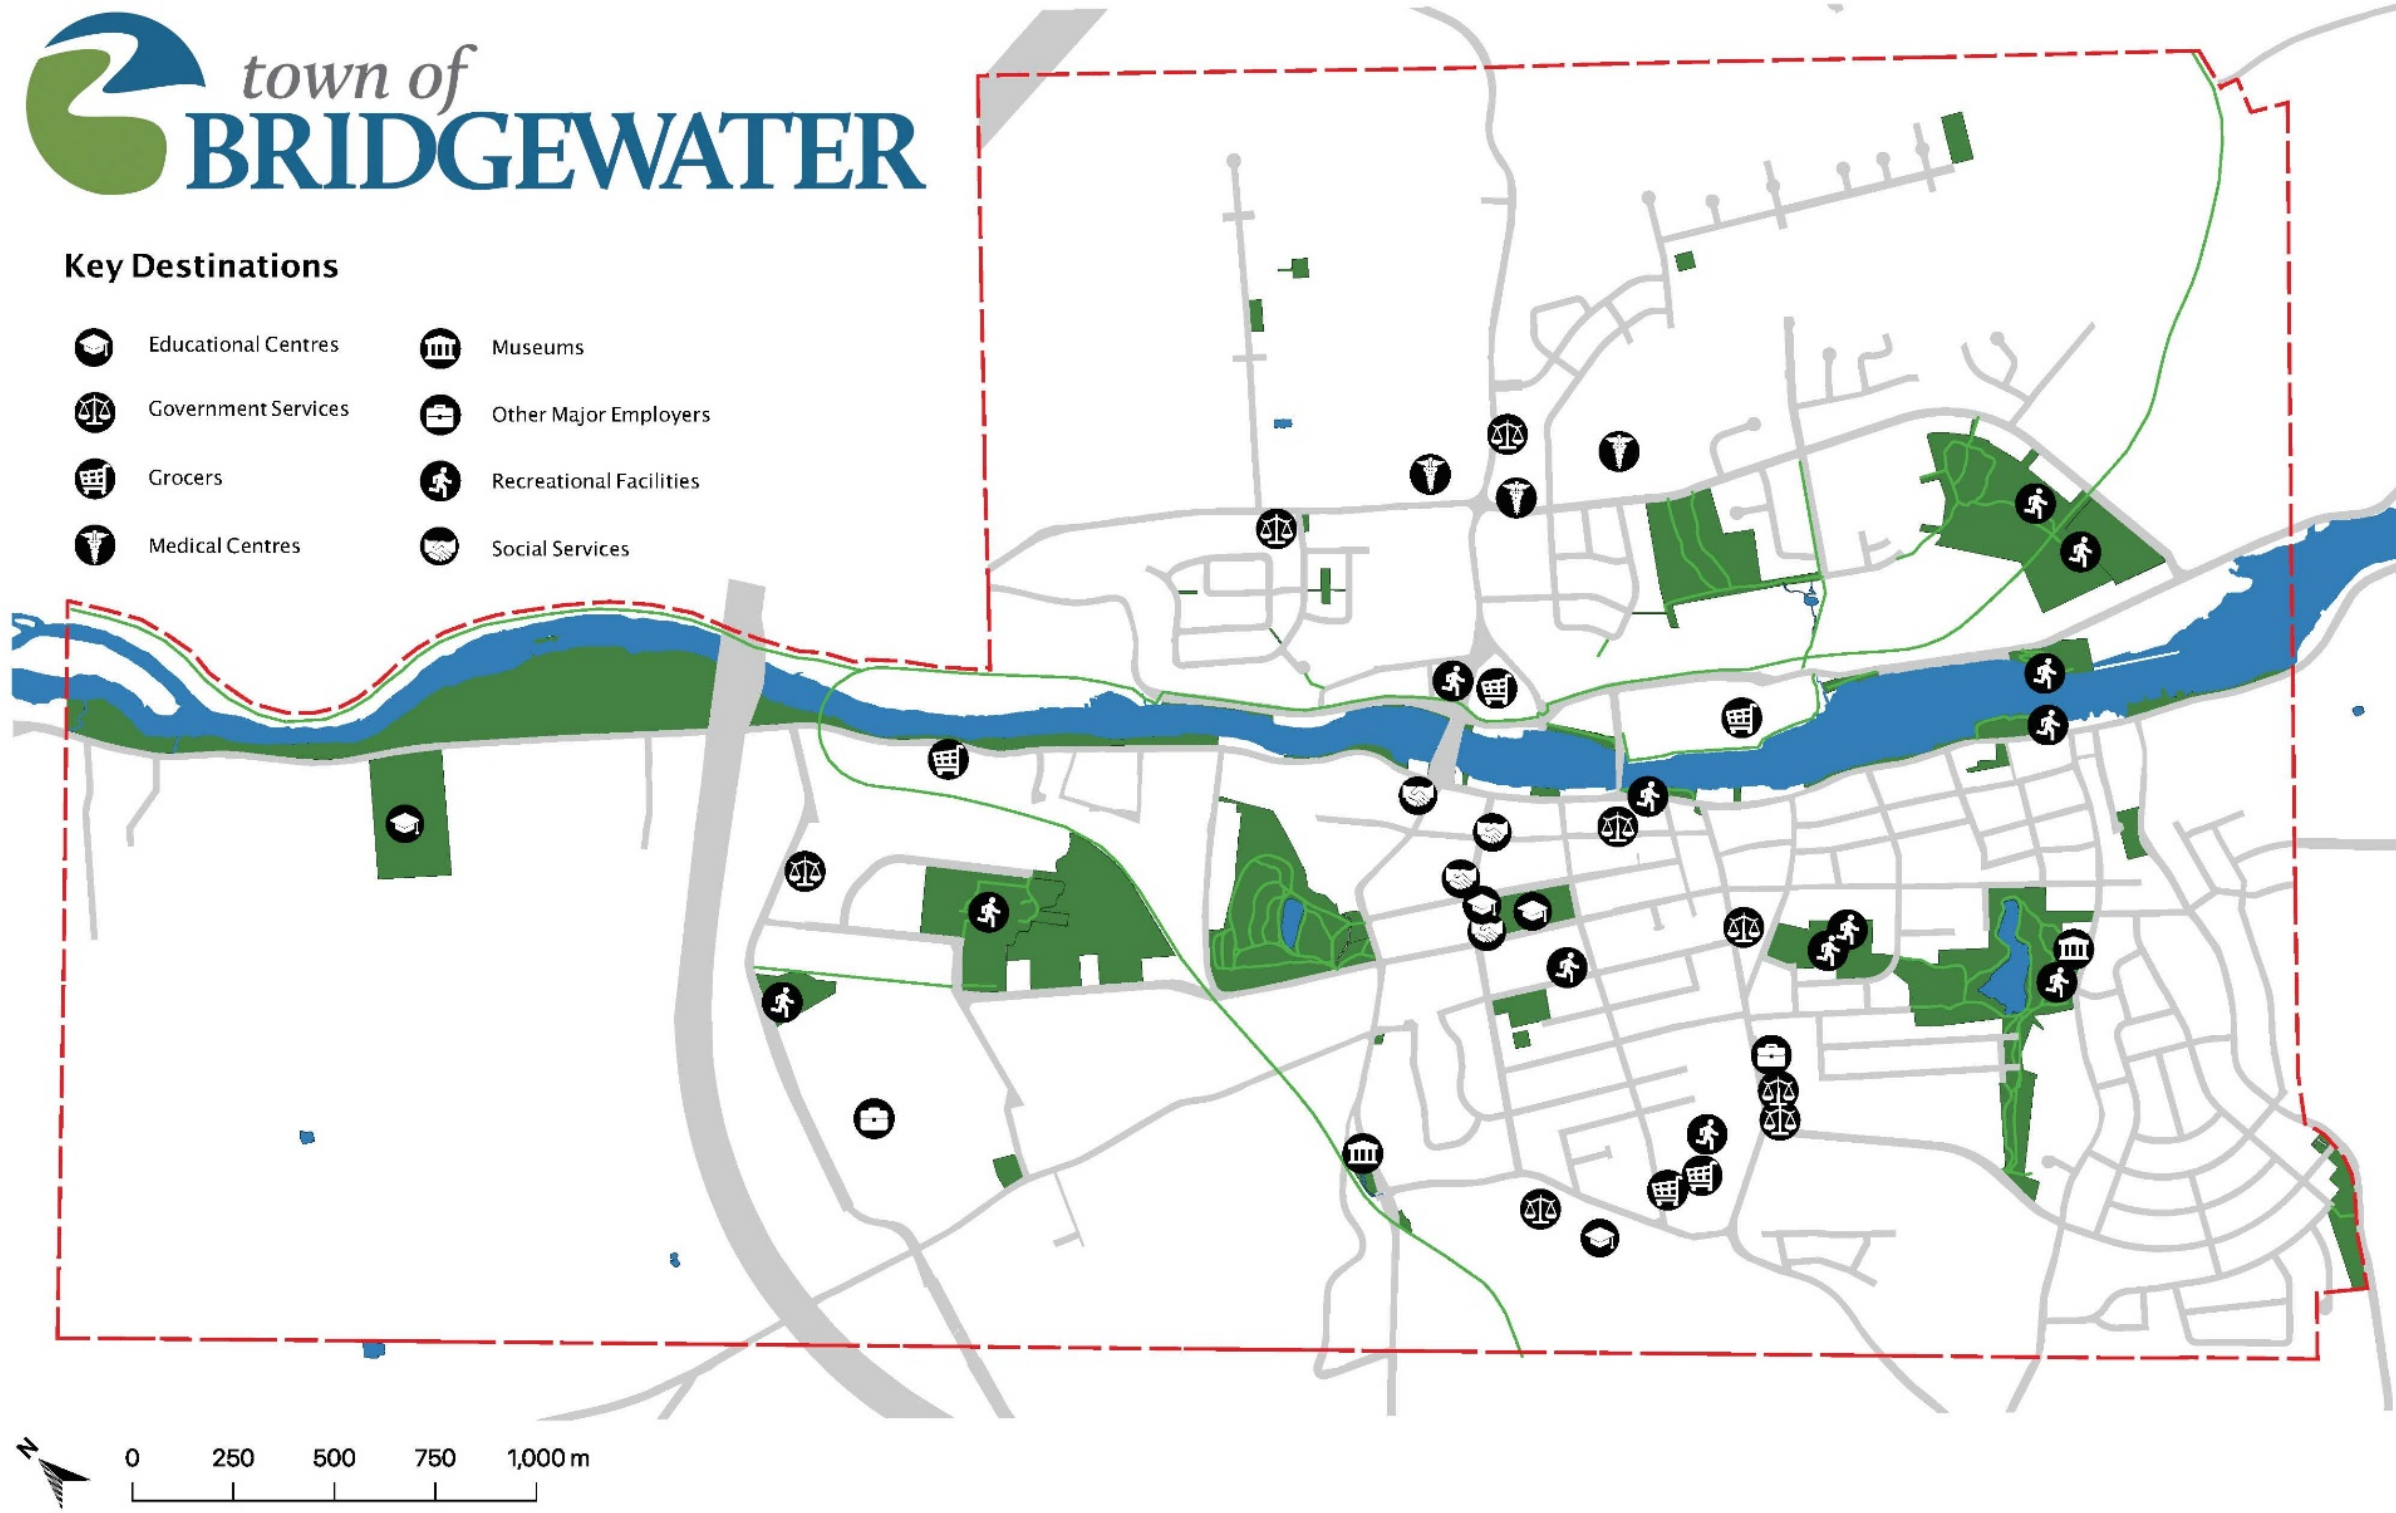 town of
BRIDGEWATER
Key Destinations
Educational Centres
Museums
Government Services
Other Major Employers
Grocers
Recreational Facilities
Medical Centres
Social Services
N
0 250 500 750 1,000 m